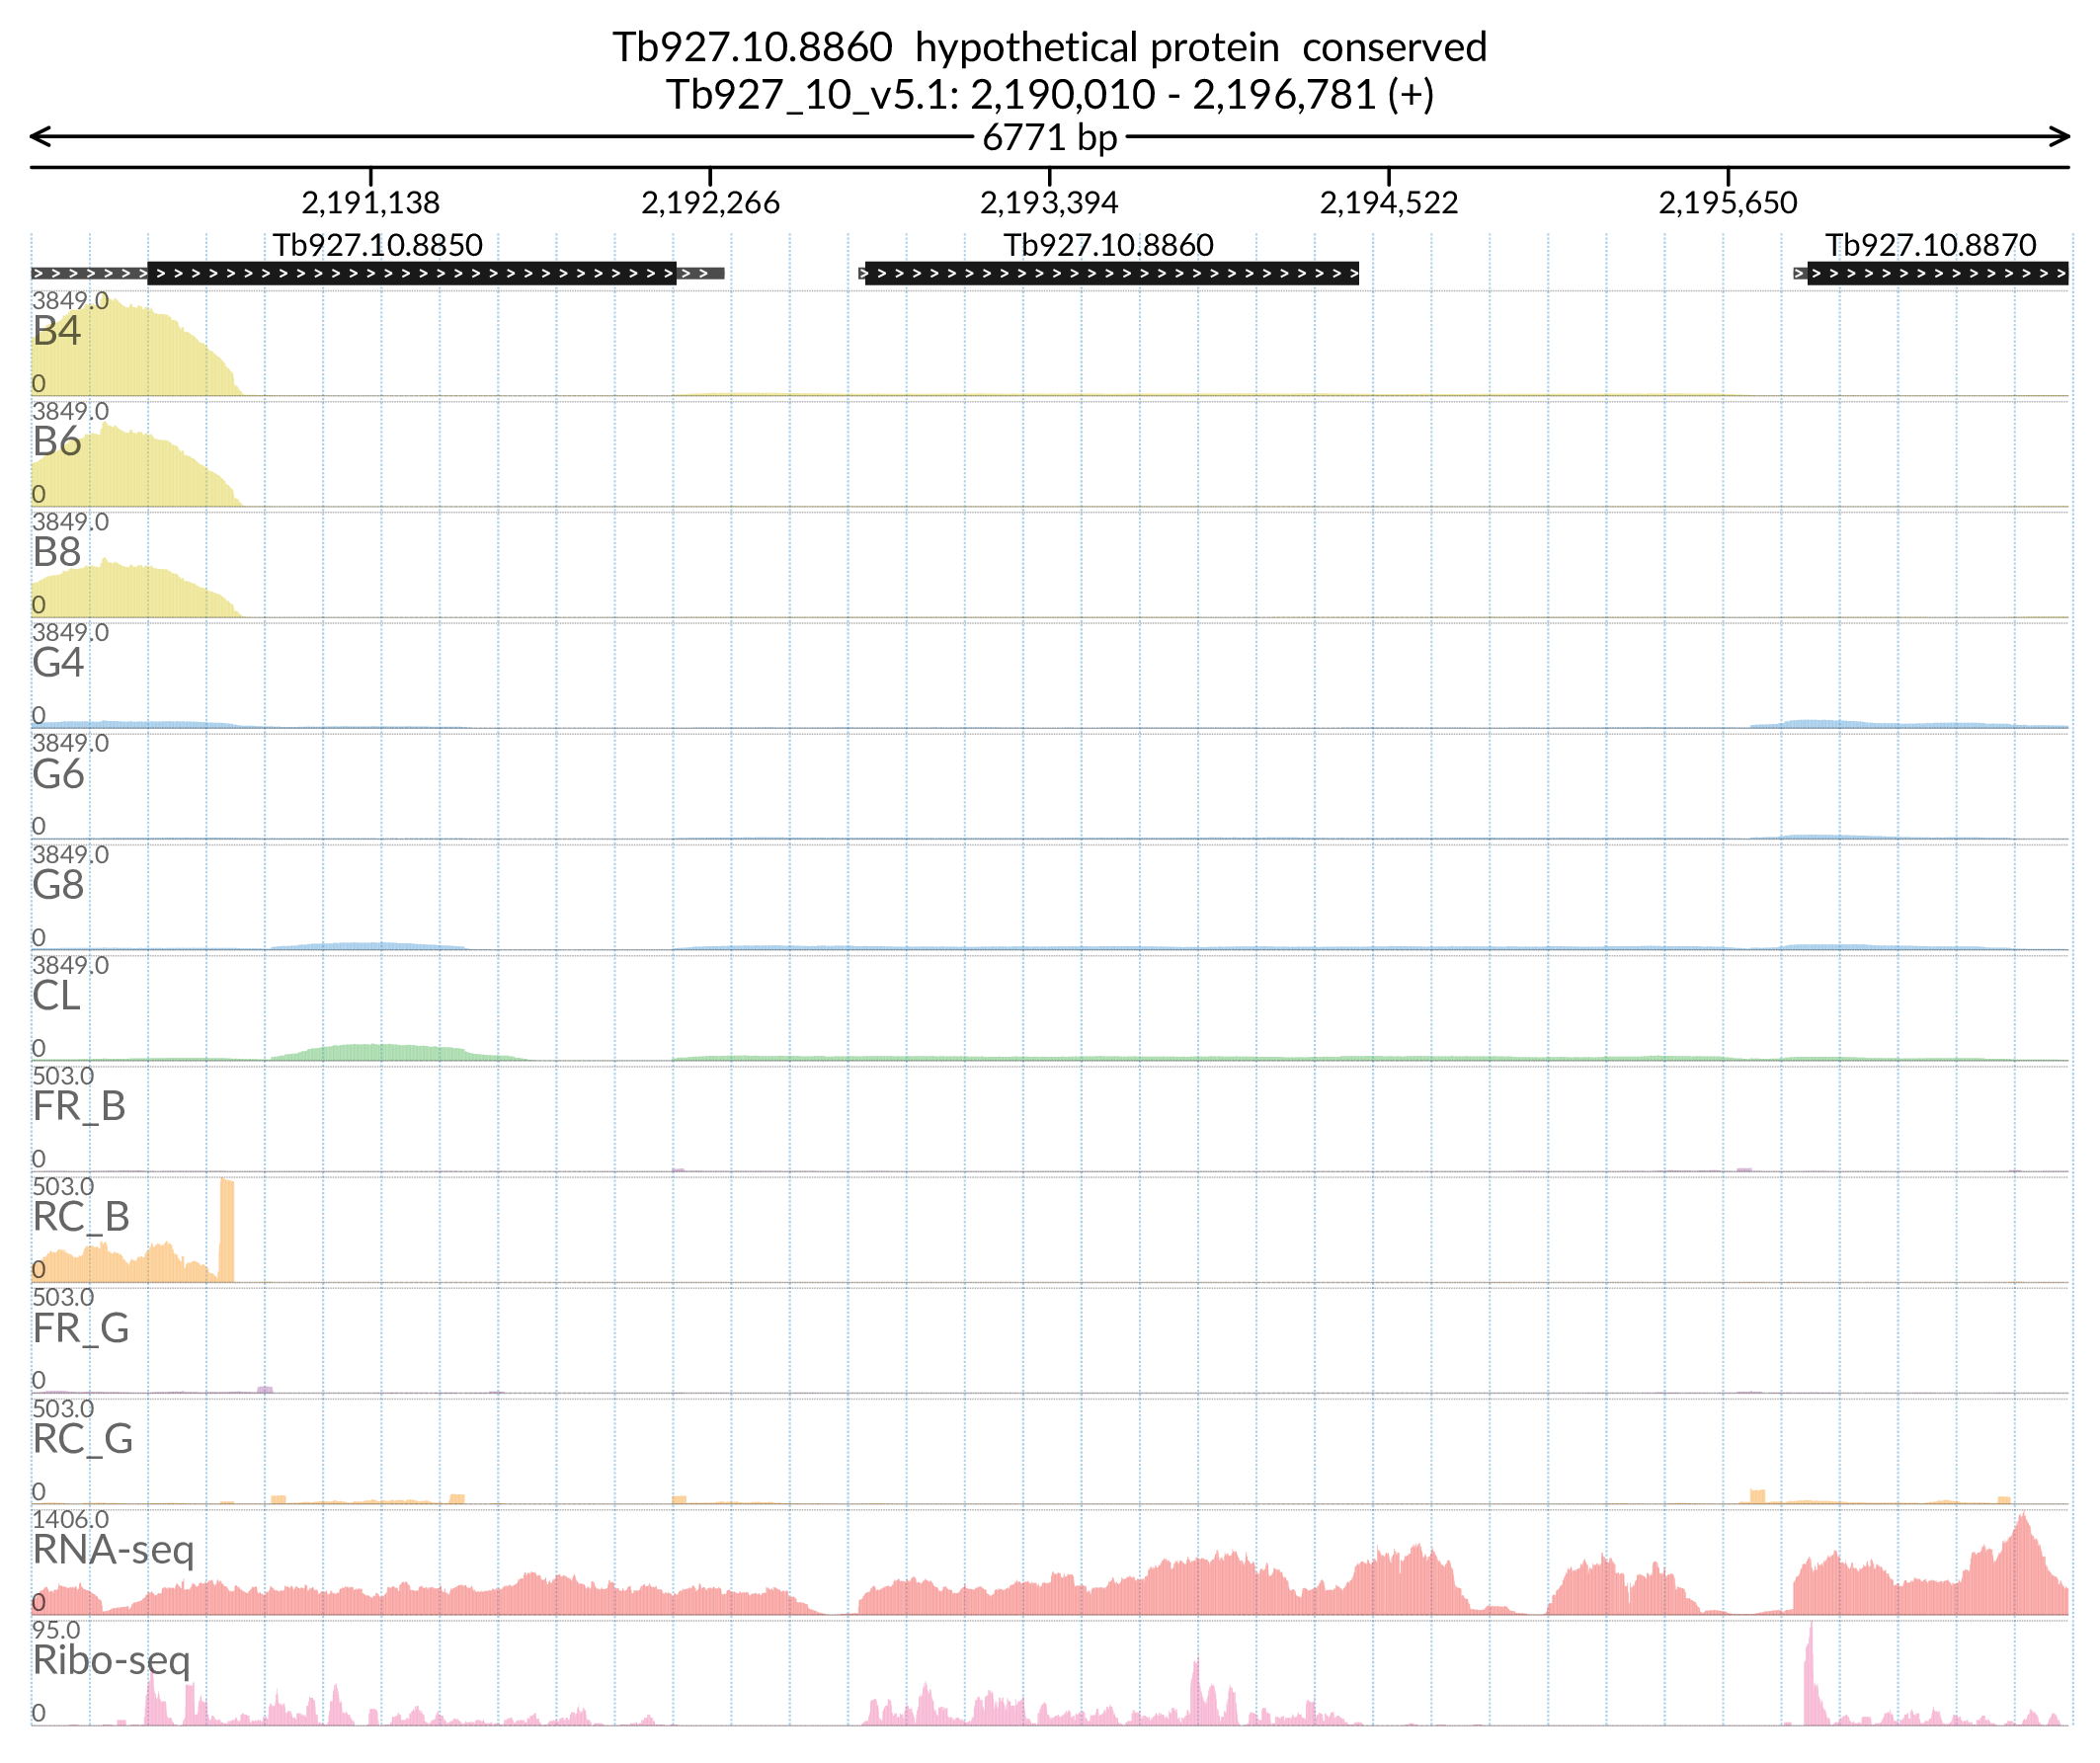 Tb927.10.8860 hypothetical protein conserved
Tb927_10_v5.1: 2,190,010 - 2,196,781 (+)
6771 bp
2,191,138 2,192,266 2,193,394 2,194,522 2,195,650
Tb927.10.8850 Tb927.10.8860 Tb927.10.8870
3849.0
B4
0
3849.0
B6
0
3849.0
B8
0
3849.0
G4
0
3849.0
G6
0
3849.0
G8
0
3849.0
CL
0
503.0
FR_B
0
503.0
RC_B
0
503.0
FR_G
0
503.0
RC_G
0
1406.0
RNA-seq
0
95.0
Ribo-seq
0